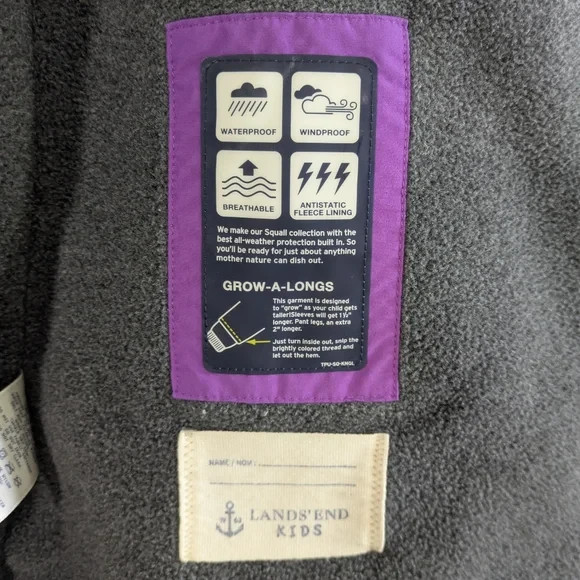 WATERPROOF
WINDPROOF
BREATHABLE
ANTISTATIC
FLEECE LINING
We make our Squall collection with the
best all-weather protection built in. So
you'll be ready for just about anything
mother nature can dish out.
GROW-A-LONGS
This garment is designed
to "grow" as your child gets
taller!Sleeves will get 1½"
longer. Pant legs, an extra
2" longer.
Just turn inside out, snip the
brightly colored thread and
let out the hem.
TPU-SO-KNGL
NAME / NOM:
LANDS' END
KIDS